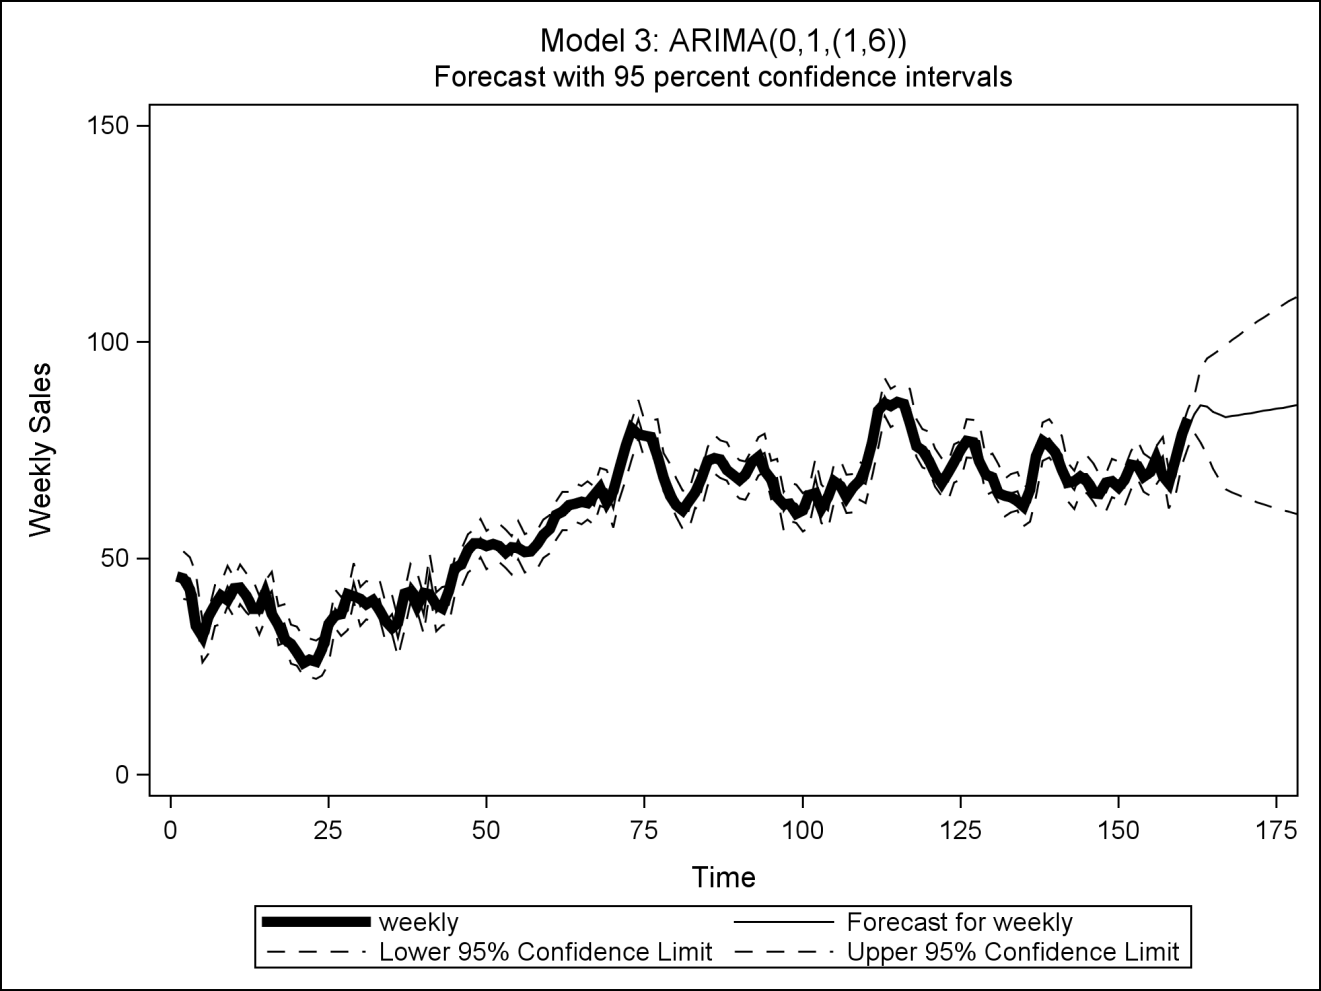 Model 3: ARIMA(0,1,(1,6))
Forecast with 95 percent confidence intervals
150
100
50
0
Weekly Sales
0 25 50 75 100 125 150 175
Time
weekly Forecast for weekly
Lower 95% Confidence Limit Upper 95% Confidence Limit